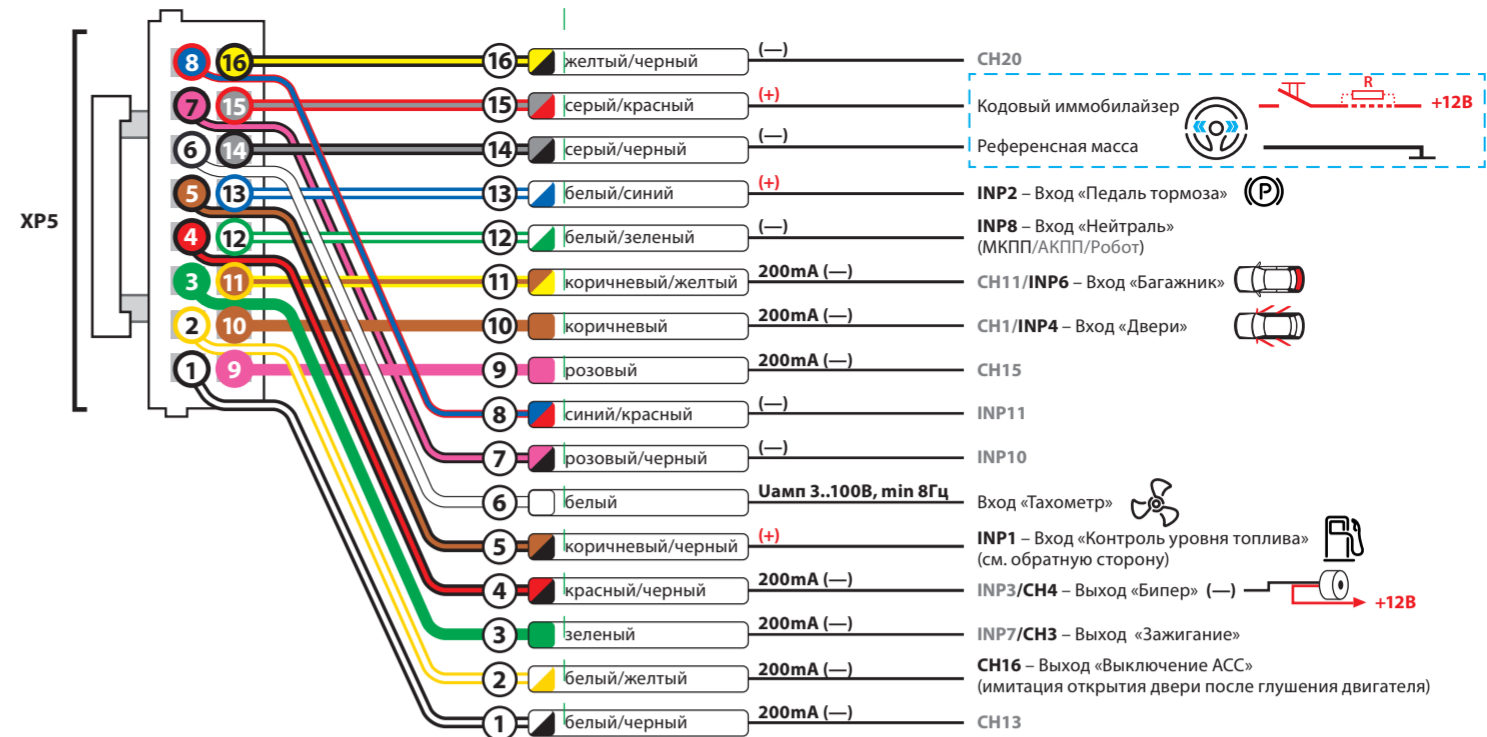 XP5
8 16 16 желтый/черный (—) CH20
7 15 15 серый/красный (+) Кодовый иммобилайзер R +12В
6 14 14 серый/черный (—) Референсная масса
5 13 13 белый/синий (+) INP2 – Вход «Педаль тормоза» P
4 12 12 белый/зеленый (—) INP8 – Вход «Нейтраль»
(МКПП/АКПП/Робот)
3 11 11 коричневый/желтый 200mA (—) CH11/INP6 – Вход «Багажник»
2 10 10 коричневый 200mA (—) CH1/INP4 – Вход «Двери»
1 9 9 розовый 200mA (—) CH15
8 синий/красный (—) INP11
7 розовый/черный (—) INP10
6 белый Uамп 3..100В, min 8Гц Вход «Тахометр»
5 коричневый/черный (+) INP1 – Вход «Контроль уровня топлива»
(см. обратную сторону)
4 красный/черный 200mA (—) INP3/CH4 – Выход «Бипер» (—) +12В
3 зеленый 200mA (—) INP7/CH3 – Выход «Зажигание»
2 белый/желтый 200mA (—) CH16 – Выход «Выключение ACC»
(имитация открытия двери после глушения двигателя)
1 белый/черный 200mA (—) CH13